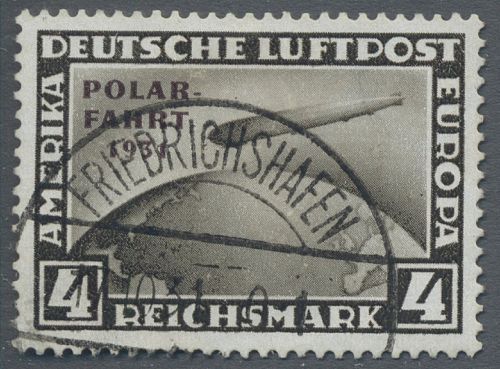 DEUTSCHE LUFTPOST
AMERIKA
EUROPA
POLAR-
FAHRT
1931
FRIEDRICHSHAFEN
4
4
REICHSMARK